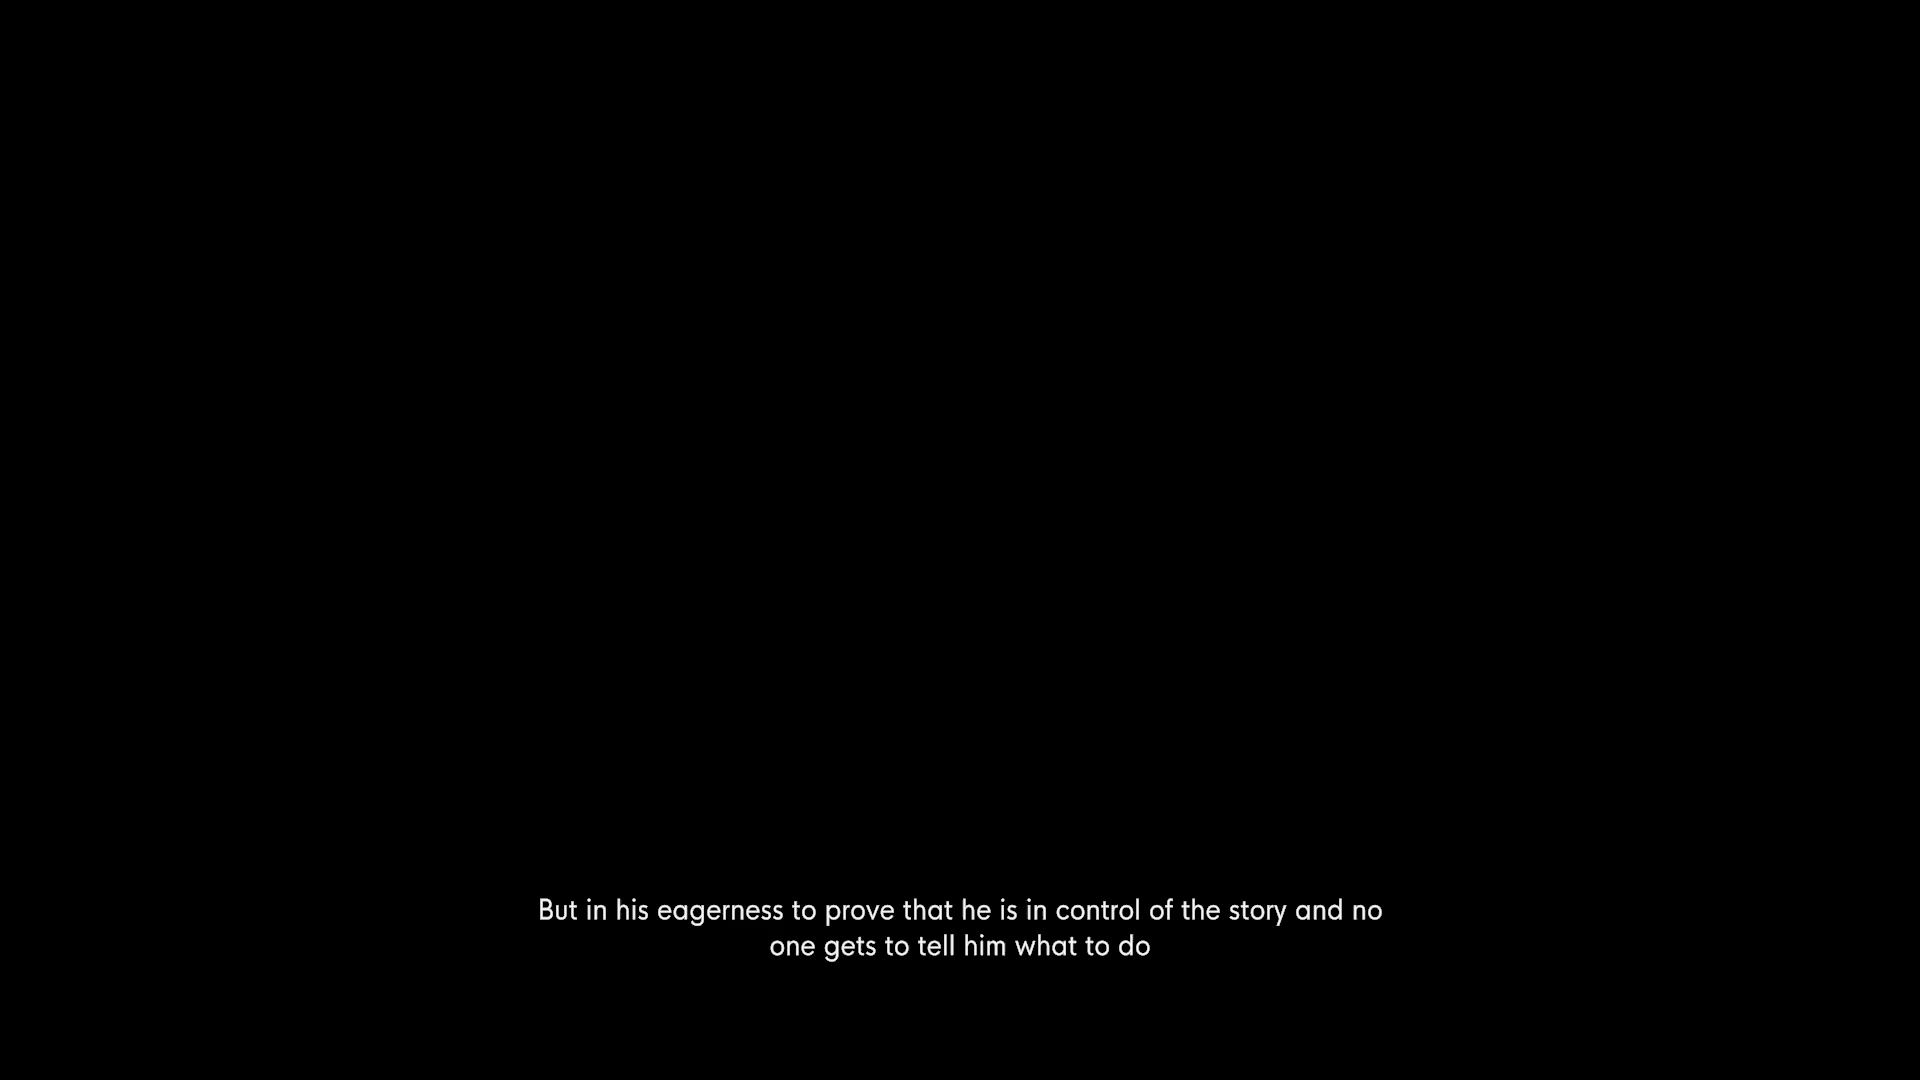 But in his eagerness to prove that he is in control of the story and no
one gets to tell him what to do